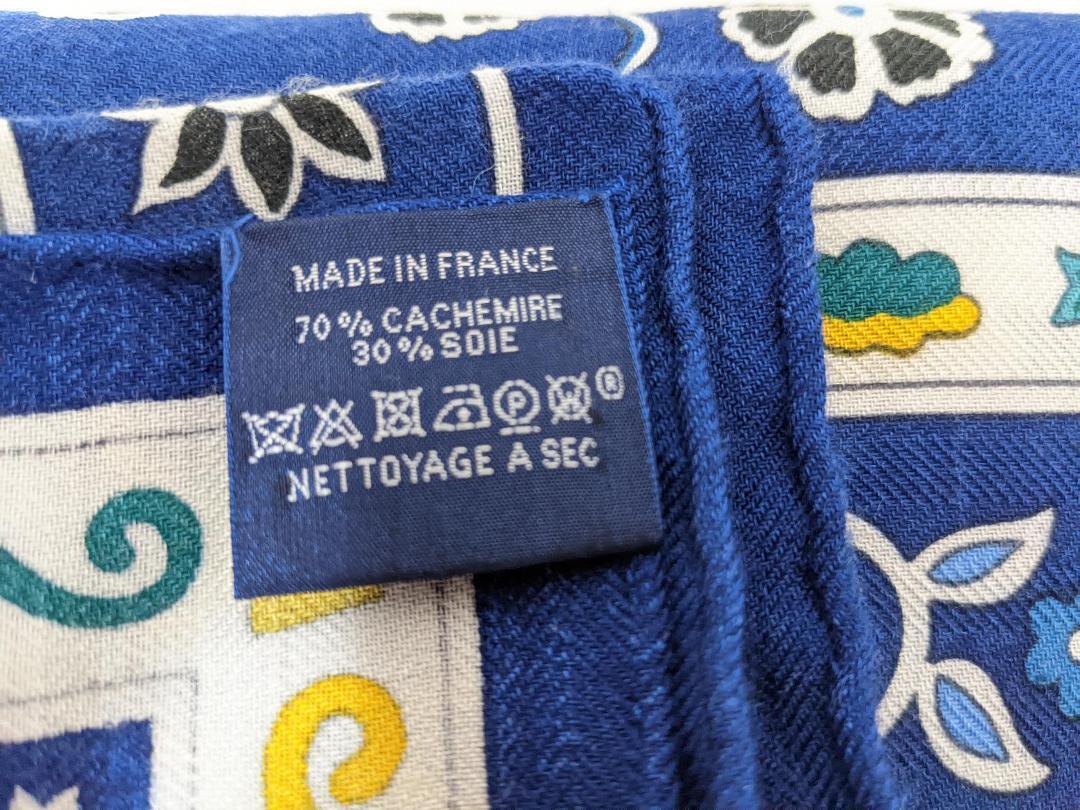 MADE IN FRANCE
70% CACHEMIRE
30% SOIE
P W ®
NETTOYAGE A SEC